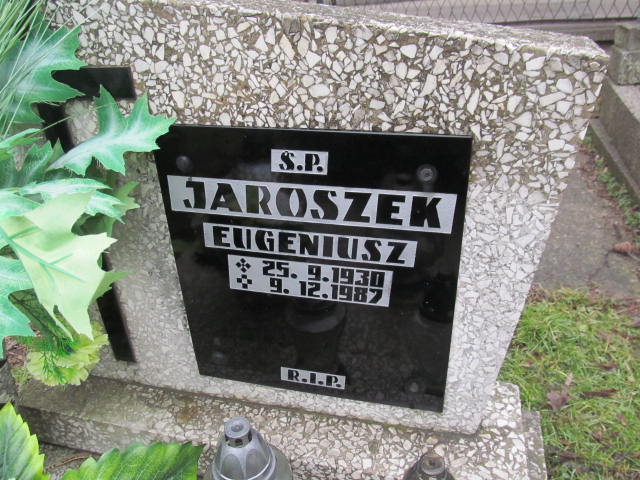 Ś.P.
JAROSZEK
EUGENIUSZ
25.9.1930
9.12.1987
R.I.P.